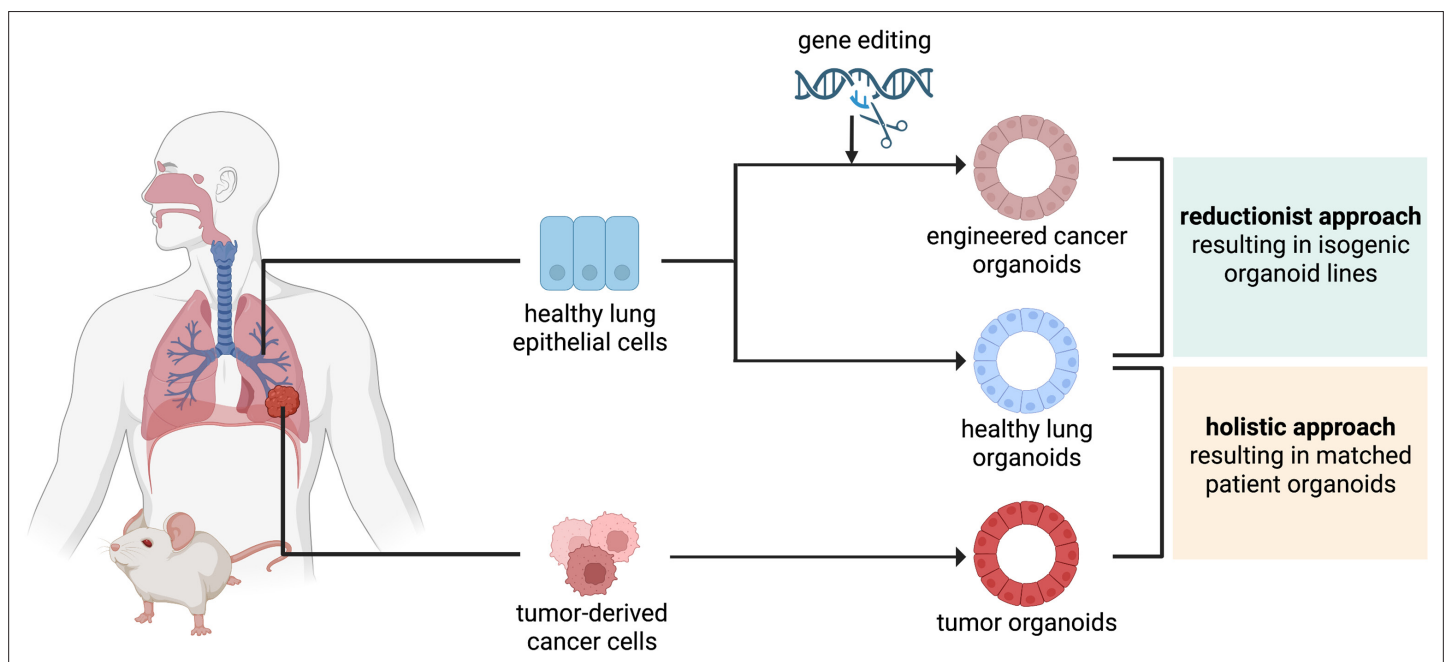 gene editing
engineered cancer
organoids
reductionist approach
resulting in isogenic
organoid lines
healthy lung
epithelial cells
healthy lung
organoids
holistic approach
resulting in matched
patient organoids
tumor-derived
cancer cells
tumor organoids